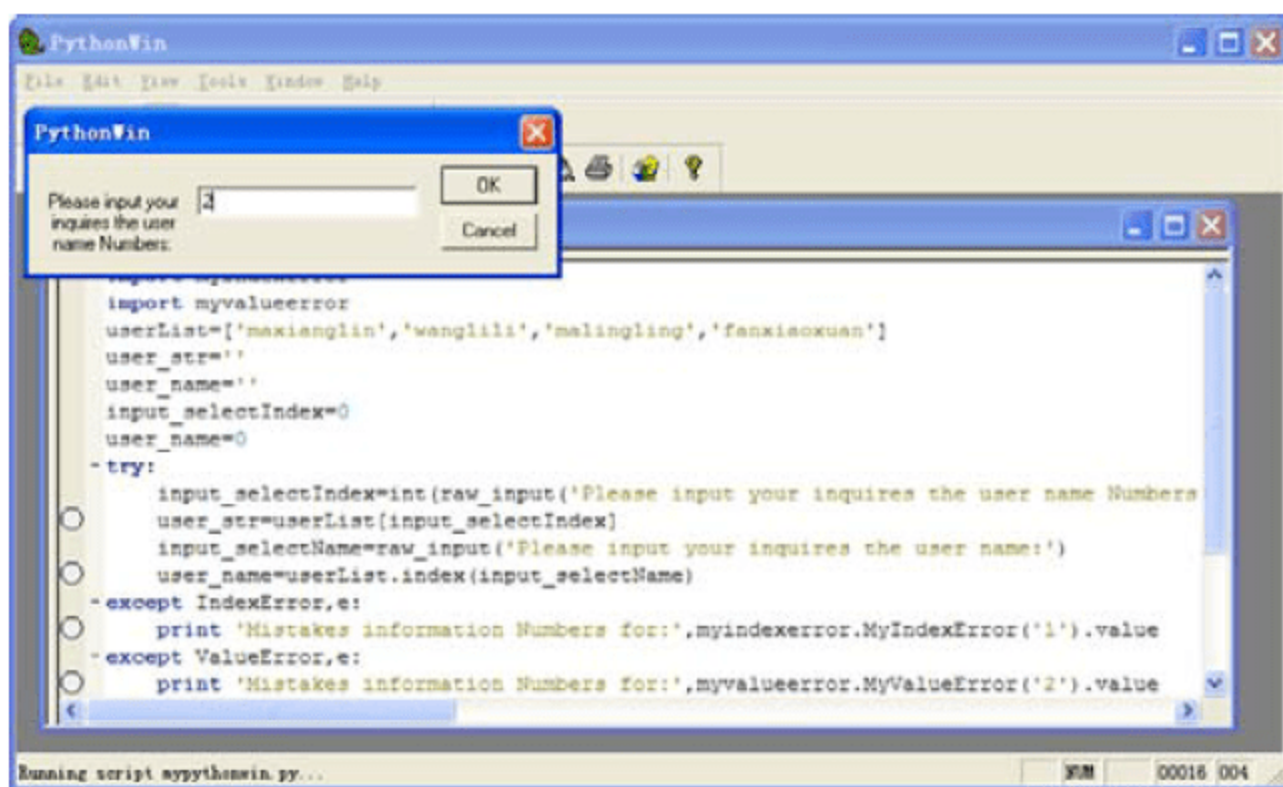 PythonWin
File Edit View Tools Window Help
PythonWin
Please input your
inquires the user
name Numbers:
2
OK
Cancel
import myvalueerror
userList=['maxianglin','wanglili','malingling','fanxiaoxuan']
user_str=''
user_name=''
input_selectIndex=0
user_name=0
try:
input_selectIndex=int(raw_input('Please input your inquires the user name Numbers
user_str=userList[input_selectIndex]
input_selectName=raw_input('Please input your inquires the user name:')
user_name=userList.index(input_selectName)
except IndexError,e:
print 'Mistakes information Numbers for:',myindexerror.MyIndexError('1').value
except ValueError,e:
print 'Mistakes information Numbers for:',myvalueerror.MyValueError('2').value
Running script mypythonwin.py...
NUM
00016 004